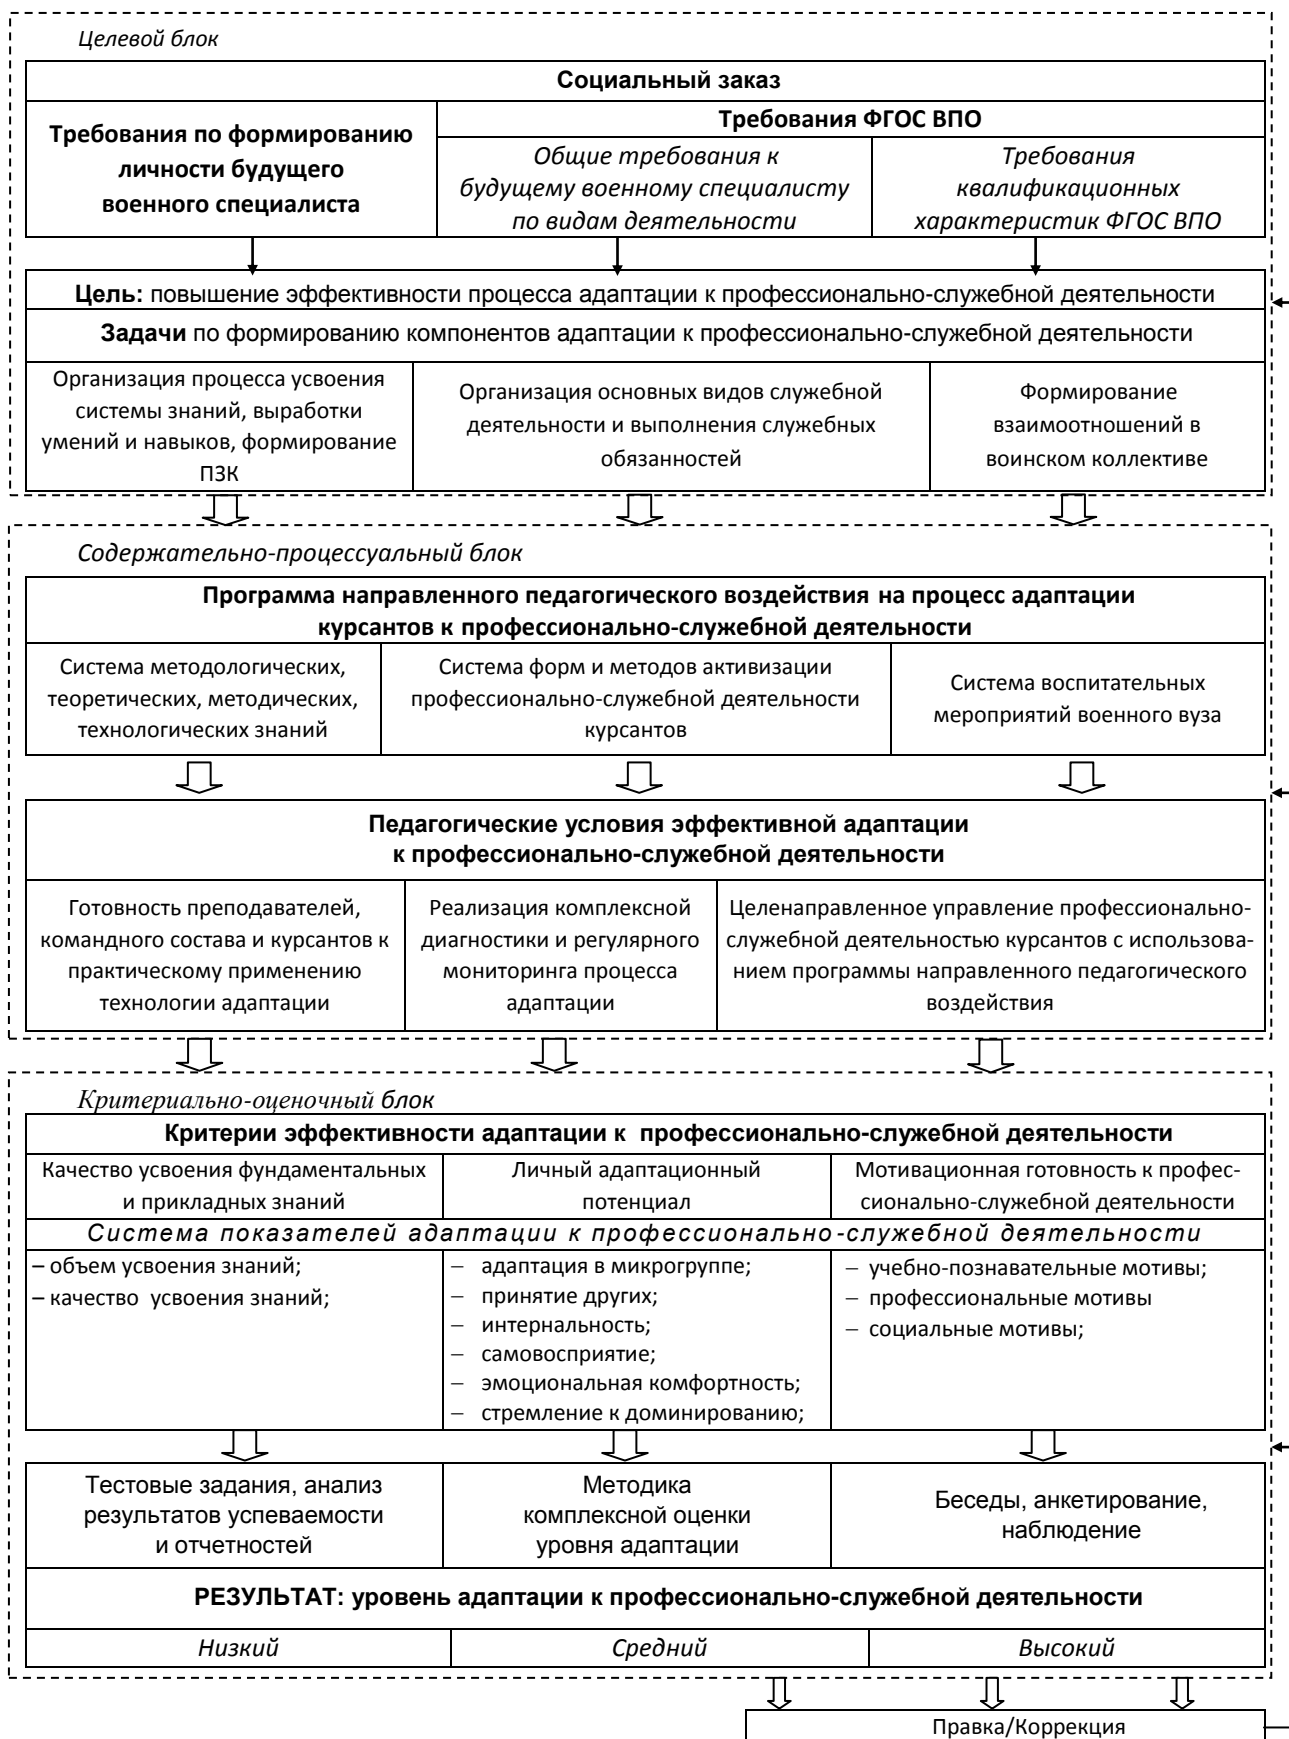 Целевой блок
Социальный заказ
Требования по формированию
личности будущего
военного специалиста
Требования ФГОС ВПО
Общие требования к
будущему военному специалисту
по видам деятельности
Требования
квалификационных
характеристик ФГОС ВПО
Цель: повышение эффективности процесса адаптации к профессионально-служебной деятельности
Задачи по формированию компонентов адаптации к профессионально-служебной деятельности
Организация процесса усвоения
системы знаний, выработки
умений и навыков, формирование
ПЗК
Организация основных видов служебной
деятельности и выполнения служебных
обязанностей
Формирование
взаимоотношений в
воинском коллективе
Содержательно-процессуальный блок
Программа направленного педагогического воздействия на процесс адаптации
курсантов к профессионально-служебной деятельности
Система методологических,
теоретических, методических,
технологических знаний
Система форм и методов активизации
профессионально-служебной деятельности
курсантов
Система воспитательных
мероприятий военного вуза
Педагогические условия эффективной адаптации
к профессионально-служебной деятельности
Готовность преподавателей,
командного состава и курсантов к
практическому применению
технологии адаптации
Реализация комплексной
диагностики и регулярного
мониторинга процесса
адаптации
Целенаправленное управление профессионально-
служебной деятельностью курсантов с использова-
нием программы направленного педагогического
воздействия
Критериально-оценочный блок
Критерии эффективности адаптации к профессионально-служебной деятельности
Качество усвоения фундаментальных
и прикладных знаний
Личный адаптационный
потенциал
Мотивационная готовность к профес-
сионально-служебной деятельности
Система показателей адаптации к профессионально-служебной деятельности
– объем усвоения знаний;
– качество усвоения знаний;
– адаптация в микрогруппе;
– принятие других;
– интернальность;
– самовосприятие;
– эмоциональная комфортность;
– стремление к доминированию;
– учебно-познавательные мотивы;
– профессиональные мотивы
– социальные мотивы;
Тестовые задания, анализ
результатов успеваемости
и отчетностей
Методика
комплексной оценки
уровня адаптации
Беседы, анкетирование,
наблюдение
РЕЗУЛЬТАТ: уровень адаптации к профессионально-служебной деятельности
Низкий
Средний
Высокий
Правка/Коррекция